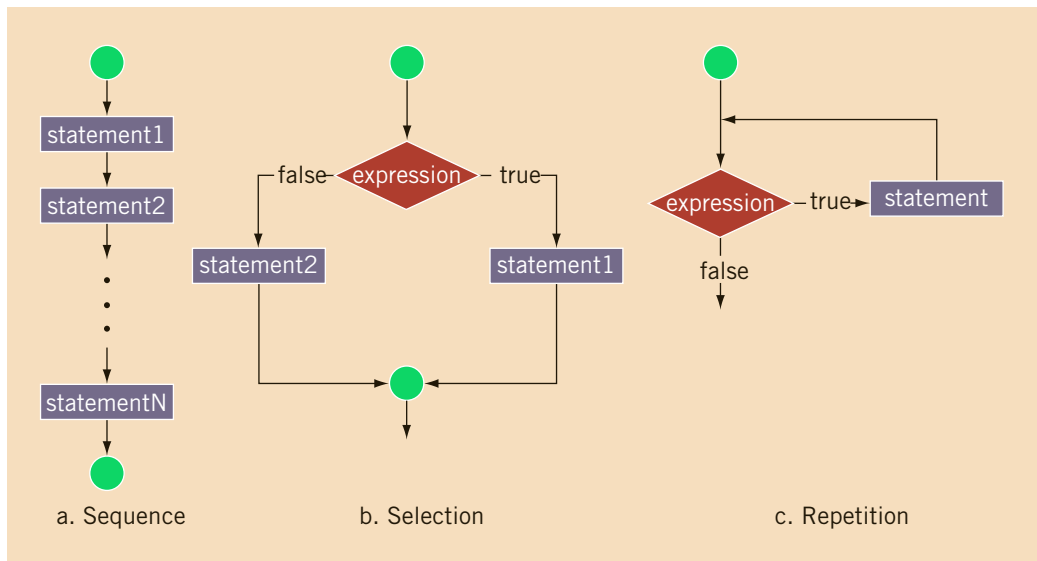 statement1
statement2
statementN
a. Sequence
false
expression
true
statement2
statement1
b. Selection
expression
true
statement
false
c. Repetition